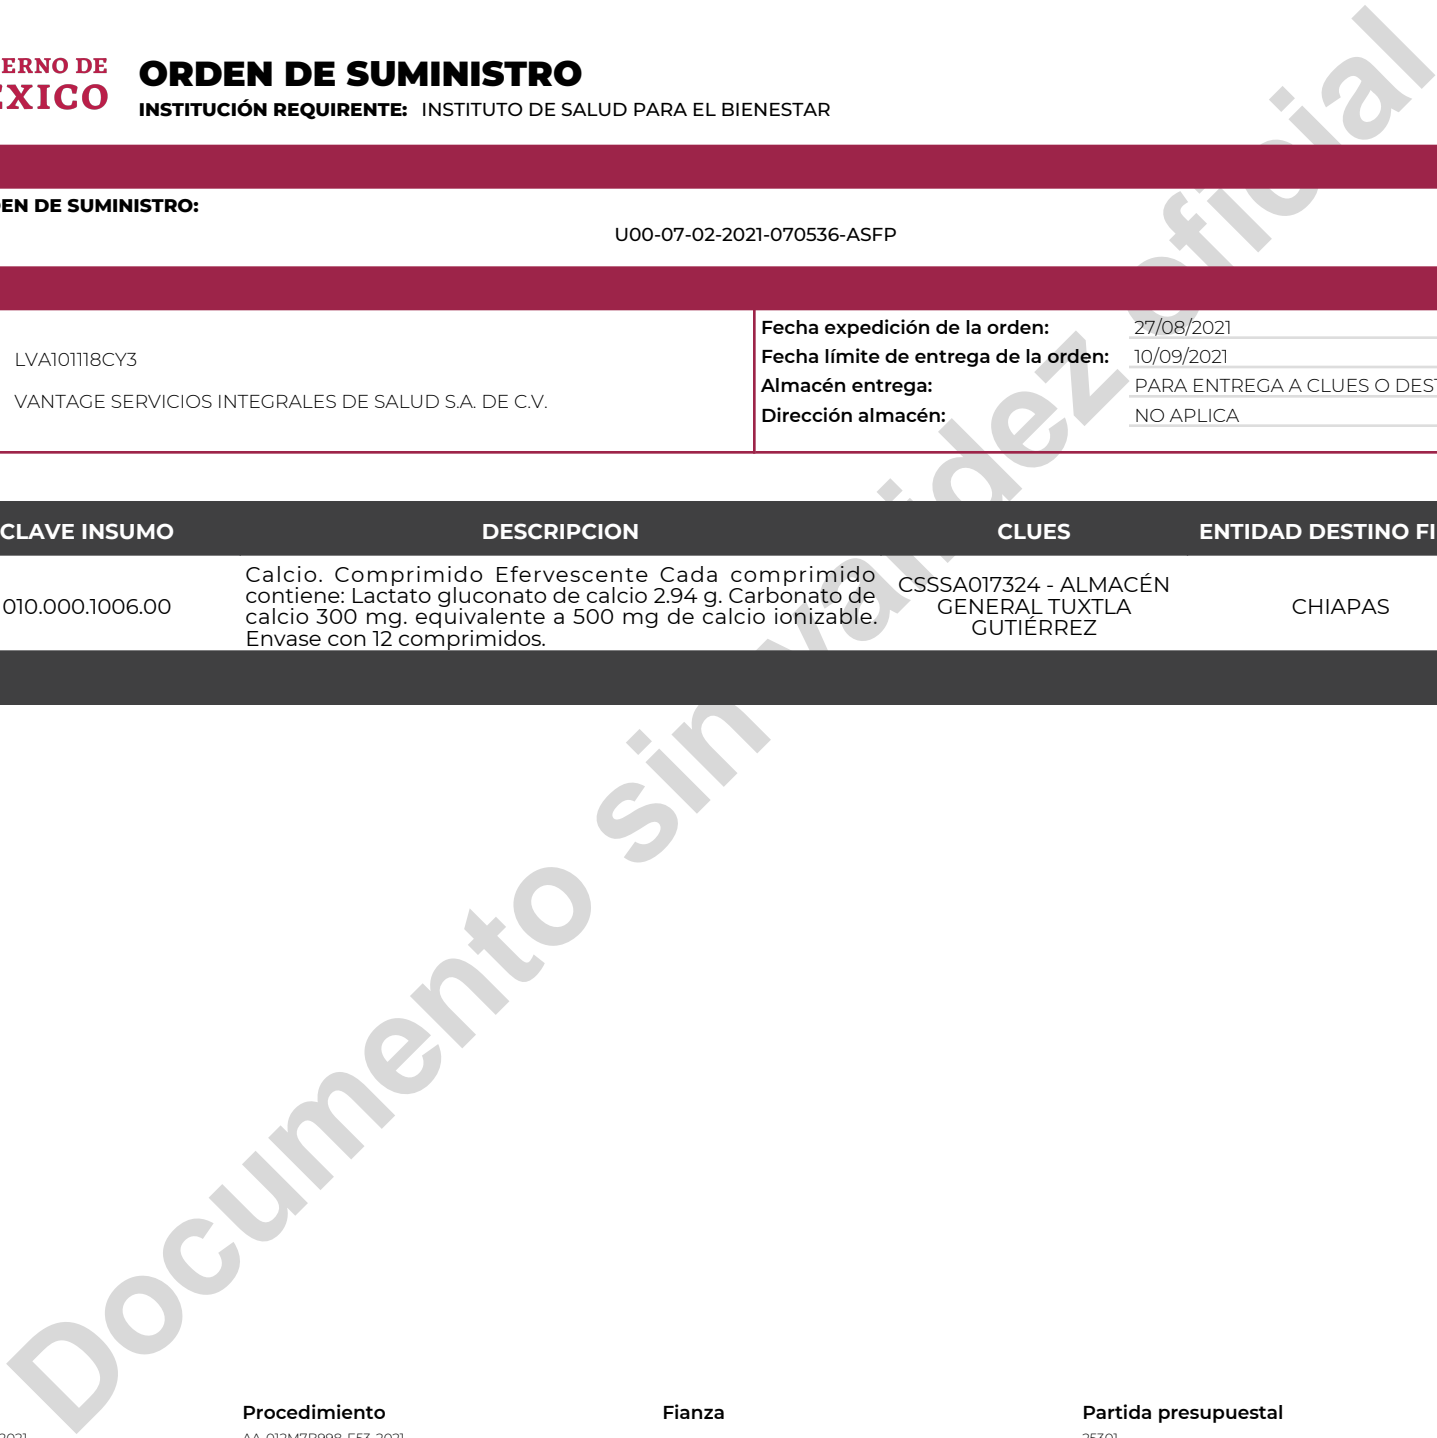 ERNO DE
ORDEN DE SUMINISTRO
INSTITUCIÓN REQUIRENTE: INSTITUTO DE SALUD PARA EL BIENESTAR
EN DE SUMINISTRO:
U00-07-02-2021-070536-ASFP
LVA101118CY3
VANTAGE SERVICIOS INTEGRALES DE SALUD S.A. DE C.V.
Fecha expedición de la orden: 27/08/2021
Fecha límite de entrega de la orden: 10/09/2021
Almacén entrega: PARA ENTREGA A CLUES O DEST
Dirección almacén: NO APLICA
CLAVE INSUMO DESCRIPCION CLUES ENTIDAD DESTINO FI
010.000.1006.00
Calcio. Comprimido Efervescente Cada comprimido
contiene: Lactato gluconato de calcio 2.94 g. Carbonato de
calcio 300 mg. equivalente a 500 mg de calcio ionizable.
Envase con 12 comprimidos.
CSSSA017324 - ALMACÉN
GENERAL TUXTLA
GUTIÉRREZ
CHIAPAS
Documento sin validez oficial
Procedimiento Fianza Partida presupuestal